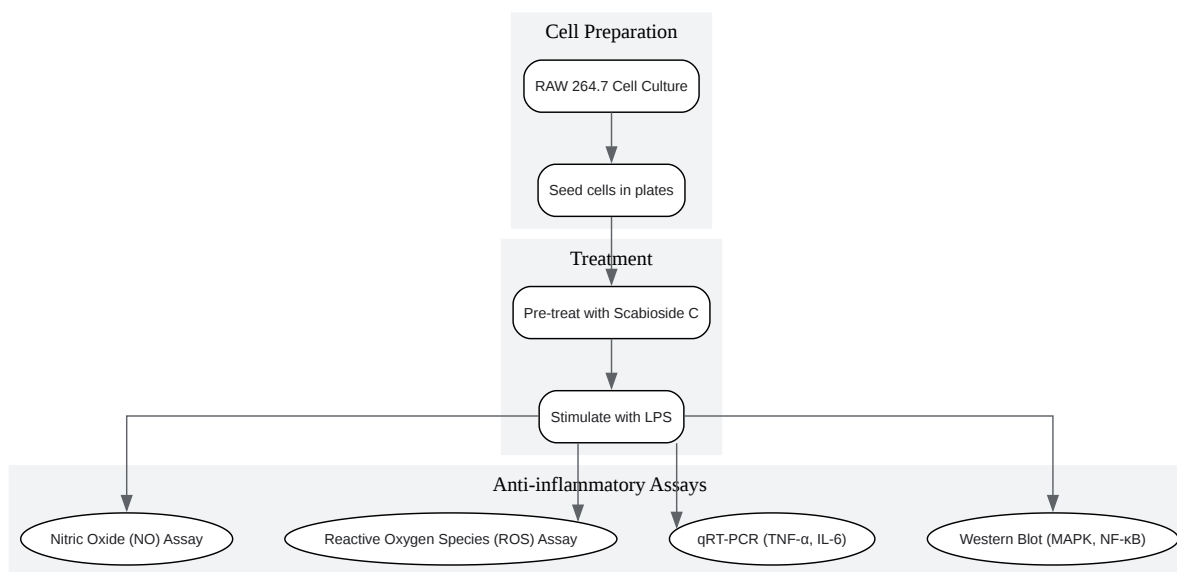 Cell Preparation
RAW 264.7 Cell Culture
Seed cells in plates
Treatment
Pre-treat with Scabioside C
Stimulate with LPS
Anti-inflammatory Assays
Nitric Oxide (NO) Assay
Reactive Oxygen Species (ROS) Assay
qRT-PCR (TNF-α, IL-6)
Western Blot (MAPK, NF-κB)